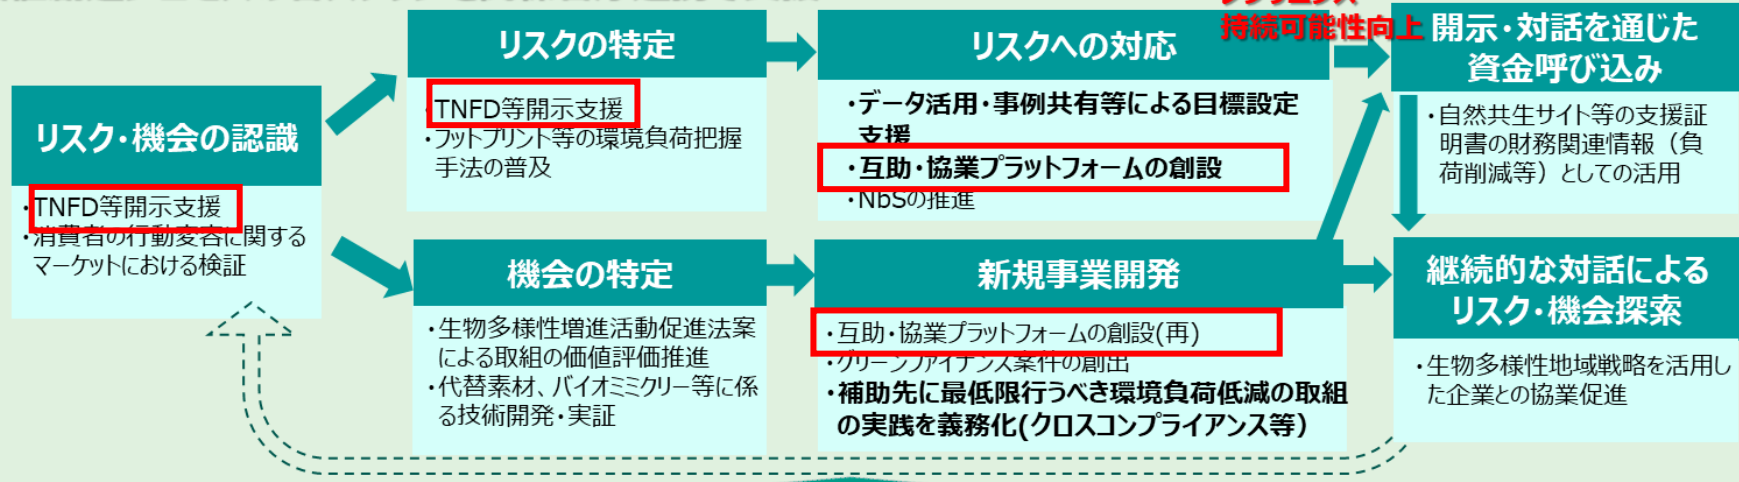 持続可能性向上
リスク・機会の認識
・TNFD等開示支援
・消費者の行動変容に関する
マーケットにおける検証
リスクの特定
・TNFD等開示支援
・フットプリント等の環境負荷把握
手法の普及
リスクへの対応
・データ活用・事例共有等による目標設定
支援
・互助・協業プラットフォームの創設
・NbSの推進
開示・対話を通じた
資金呼び込み
・自然共生サイト等の支援証
明書の財務関連情報（負
荷削減等）としての活用
機会の特定
・生物多様性増進活動促進法案
による取組の価値評価推進
・代替素材、バイオミミクリー等に係
る技術開発・実証
新規事業開発
・互助・協業プラットフォームの創設(再)
・グリーンファイナンス案件の創出
・補助先に最低限行うべき環境負荷低減の取組
の実践を義務化(クロスコンプライアンス等)
継続的な対話による
リスク・機会探索
・生物多様性地域戦略を活用し
た企業との協業促進